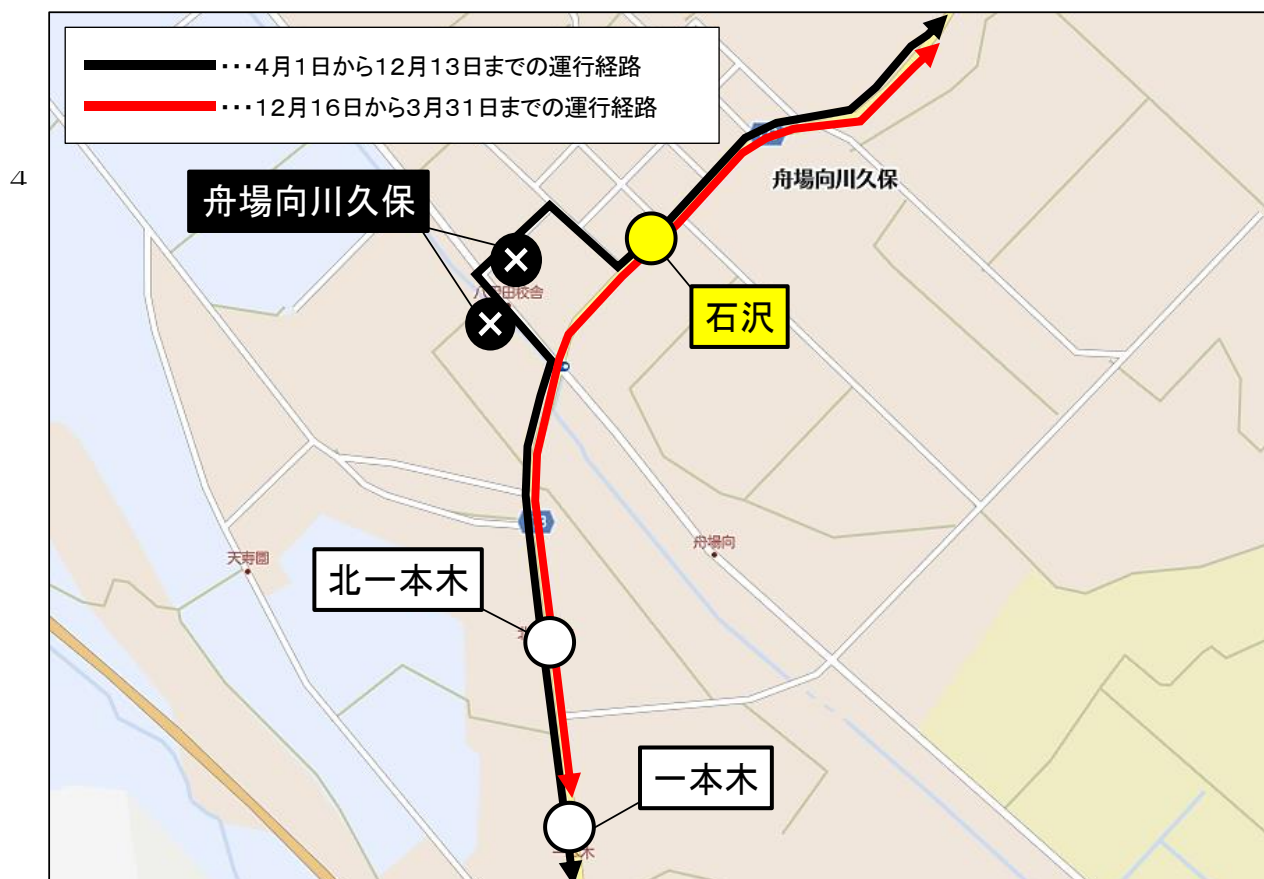 ・・・4月1日から12月13日までの運行経路
・・・12月16日から3月31日までの運行経路
4
舟場向川久保
舟場向川久保
石沢
天寿園
舟場向
北一本木
一本木